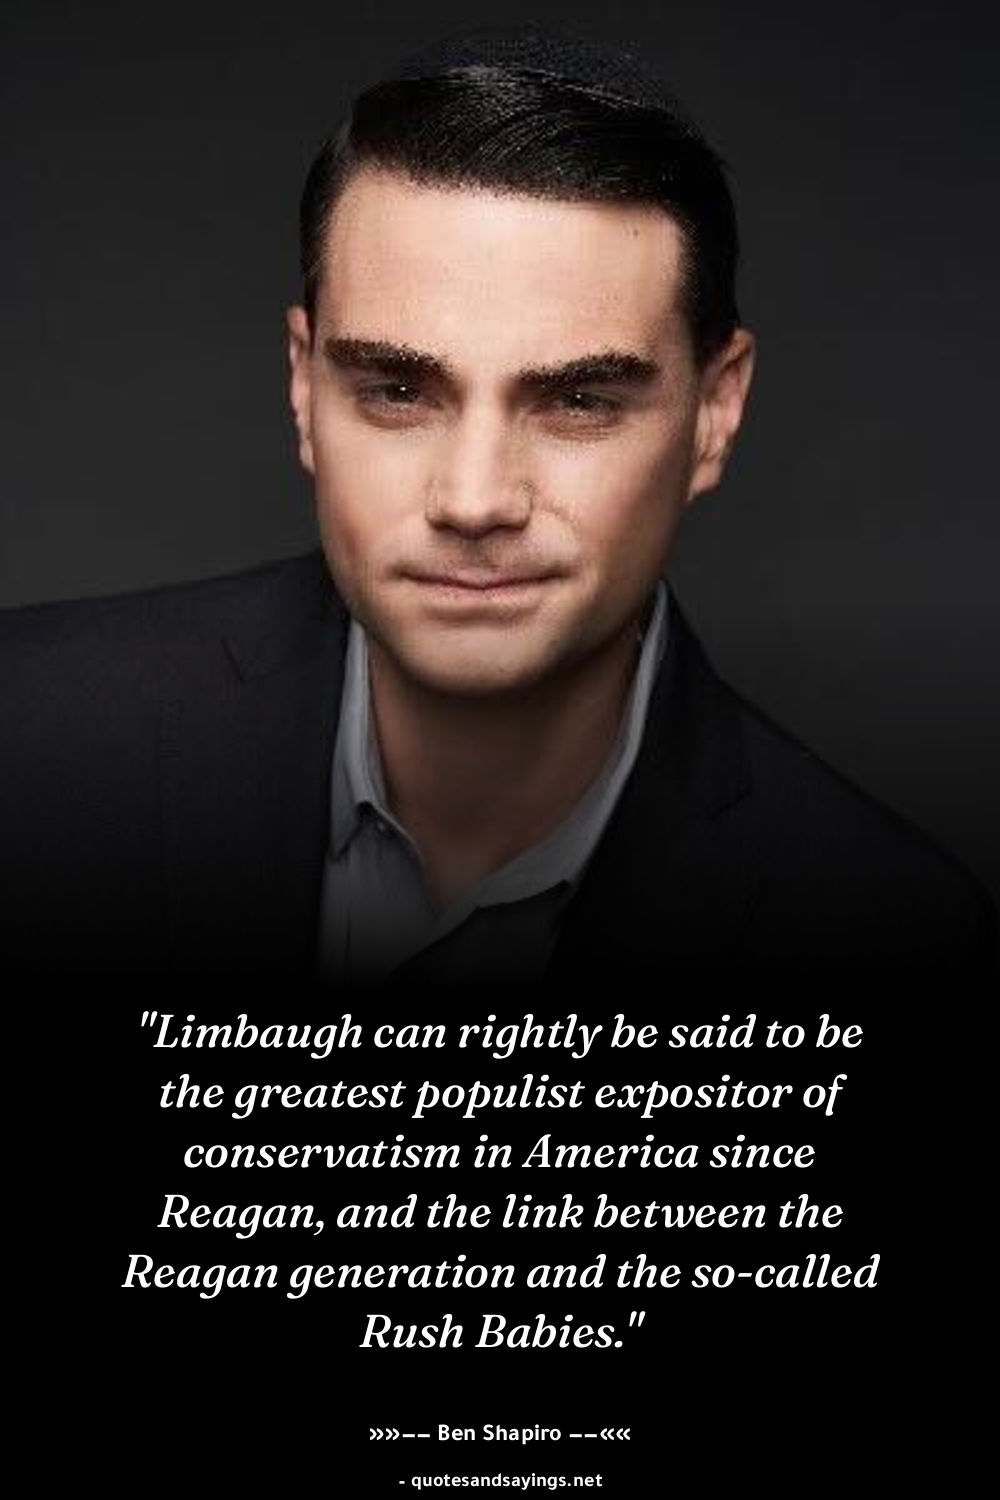 "Limbaugh can rightly be said to be
the greatest populist expositor of
conservatism in America since
Reagan, and the link between the
Reagan generation and the so-called
Rush Babies."
»»—— Ben Shapiro ——««
- quotesandsayings.net